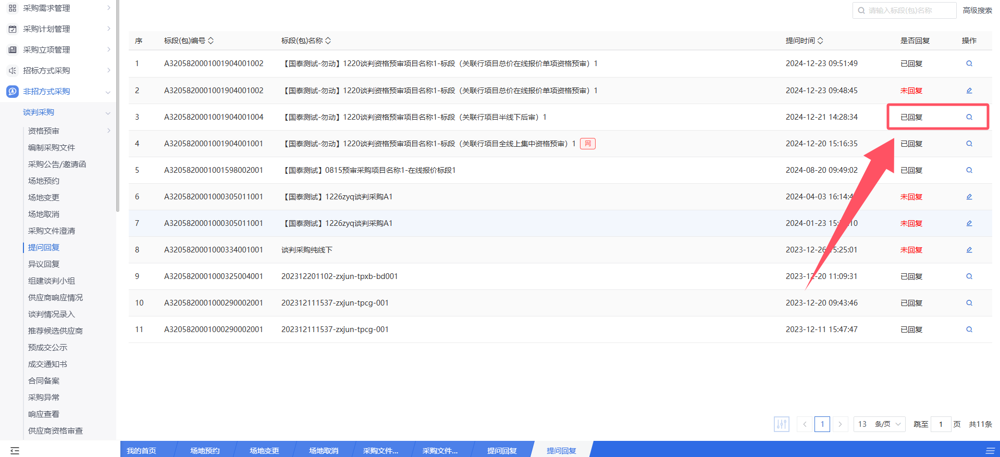 采购需求管理
采购计划管理
采购立项管理
招标方式采购
非招方式采购
谈判采购
资格预审
编制采购文件
采购公告/邀请函
场地预约
场地变更
场地取消
采购文件澄清
提问回复
异议回复
组建谈判小组
供应商响应情况
谈判情况录入
推荐候选供应商
预成交公示
成交通知书
合同备案
采购异常
响应查看
供应商资格审查
请输入标段(包)名称 高级搜索
序 标段(包)编号 标段(包)名称 提问时间 是否回复 操作
1 A3205820001001904001002 【国泰测试-勿动】1220谈判资格预审项目名称1-标段（关联行项目总价在线报价单项资格预审）1 2024-12-23 09:51:49 已回复
2 A3205820001001904001002 【国泰测试-勿动】1220谈判资格预审项目名称1-标段（关联行项目总价在线报价单项资格预审）1 2024-12-23 09:48:45 未回复
3 A3205820001001904001004 【国泰测试-勿动】1220谈判资格预审项目名称1-标段（关联行项目半线下后审）1 2024-12-21 14:28:34 已回复
4 A3205820001001904001001 【国泰测试-勿动】1220谈判资格预审项目名称1-标段（关联行项目全线上集中资格预审）1 网 2024-12-20 15:16:35 已回复
5 A3205820001001598002001 【国泰测试】0815预审采购项目名称1-在线报价标段1 2024-08-20 09:49:02 已回复
6 A3205820001000305011001 【国泰测试】1226zyq谈判采购A1 2024-04-03 16:14:4 未回复
7 A3205820001000305011001 【国泰测试】1226zyq谈判采购A1 2024-01-23 15: 10 未回复
8 A3205820001000334001001 谈判采购纯线下 2023-12-26 15:25:01 未回复
9 A3205820001000325004001 202312201102-zxjun-tpxb-bd001 2023-12-20 11:09:31 已回复
10 A3205820001000290002001 202312111537-zxjun-tpcg-001 2023-12-20 09:43:46 已回复
11 A3205820001000290002001 202312111537-zxjun-tpcg-001 2023-12-11 15:47:47 已回复
1 13 条/页 跳至 1 页 共11条
我的首页 场地预约 场地变更 场地取消 采购文件... 采购文件... 提问回复 提问回复